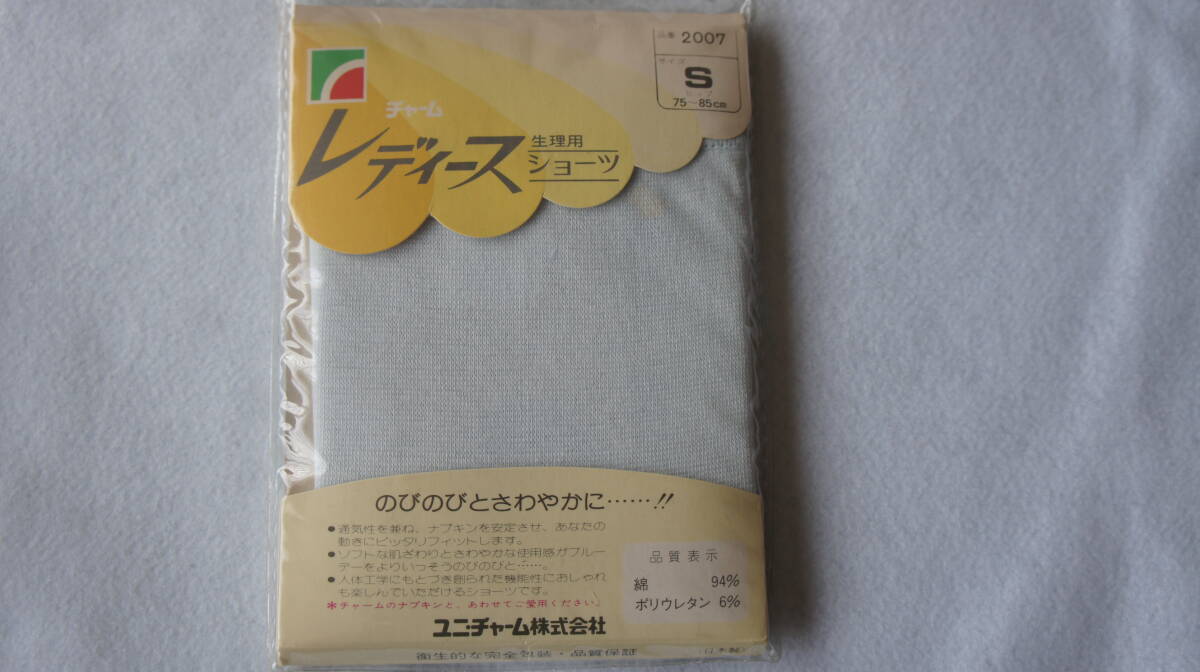 品番 2007
サイズ
S
ヒップ
75～85cm
チャーム
レディース
生理用
ショーツ
のびのびとさわやかに……!!
●通気性を兼ね、ナプキンを安定させ、あなたの
動きにピッタリフィットします。
●ソフトな肌ざわりとさわやかな使用感がブルー
デーをよりいっそうのびのびと……。
●人体工学にもとづき創られた機能性におしゃれ
も楽しんでいただけるショーツです。
＊チャームのナプキンと、あわせてご愛用ください。
ユニ・チャーム株式会社
品質表示
綿 94%
ポリウレタン 6%
衛生的な完全包装・品質保証
(日本製)